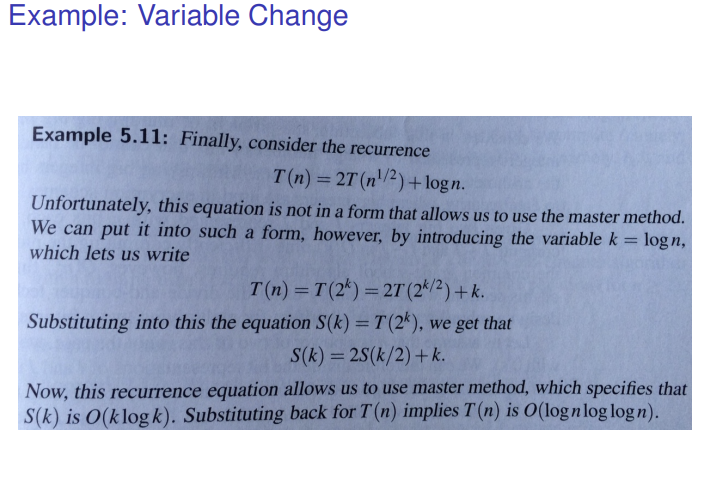 Example: Variable Change
Example 5.11: Finally, consider the recurrence
T(n) = 2T(n^{1/2}) + log n.
Unfortunately, this equation is not in a form that allows us to use the master method.
We can put it into such a form, however, by introducing the variable k = log n,
which lets us write
T(n) = T(2^k) = 2T(2^{k/2}) + k.
Substituting into this the equation S(k) = T(2^k), we get that
S(k) = 2S(k/2) + k.
Now, this recurrence equation allows us to use master method, which specifies that
S(k) is O(k log k). Substituting back for T(n) implies T(n) is O(log n log log n).